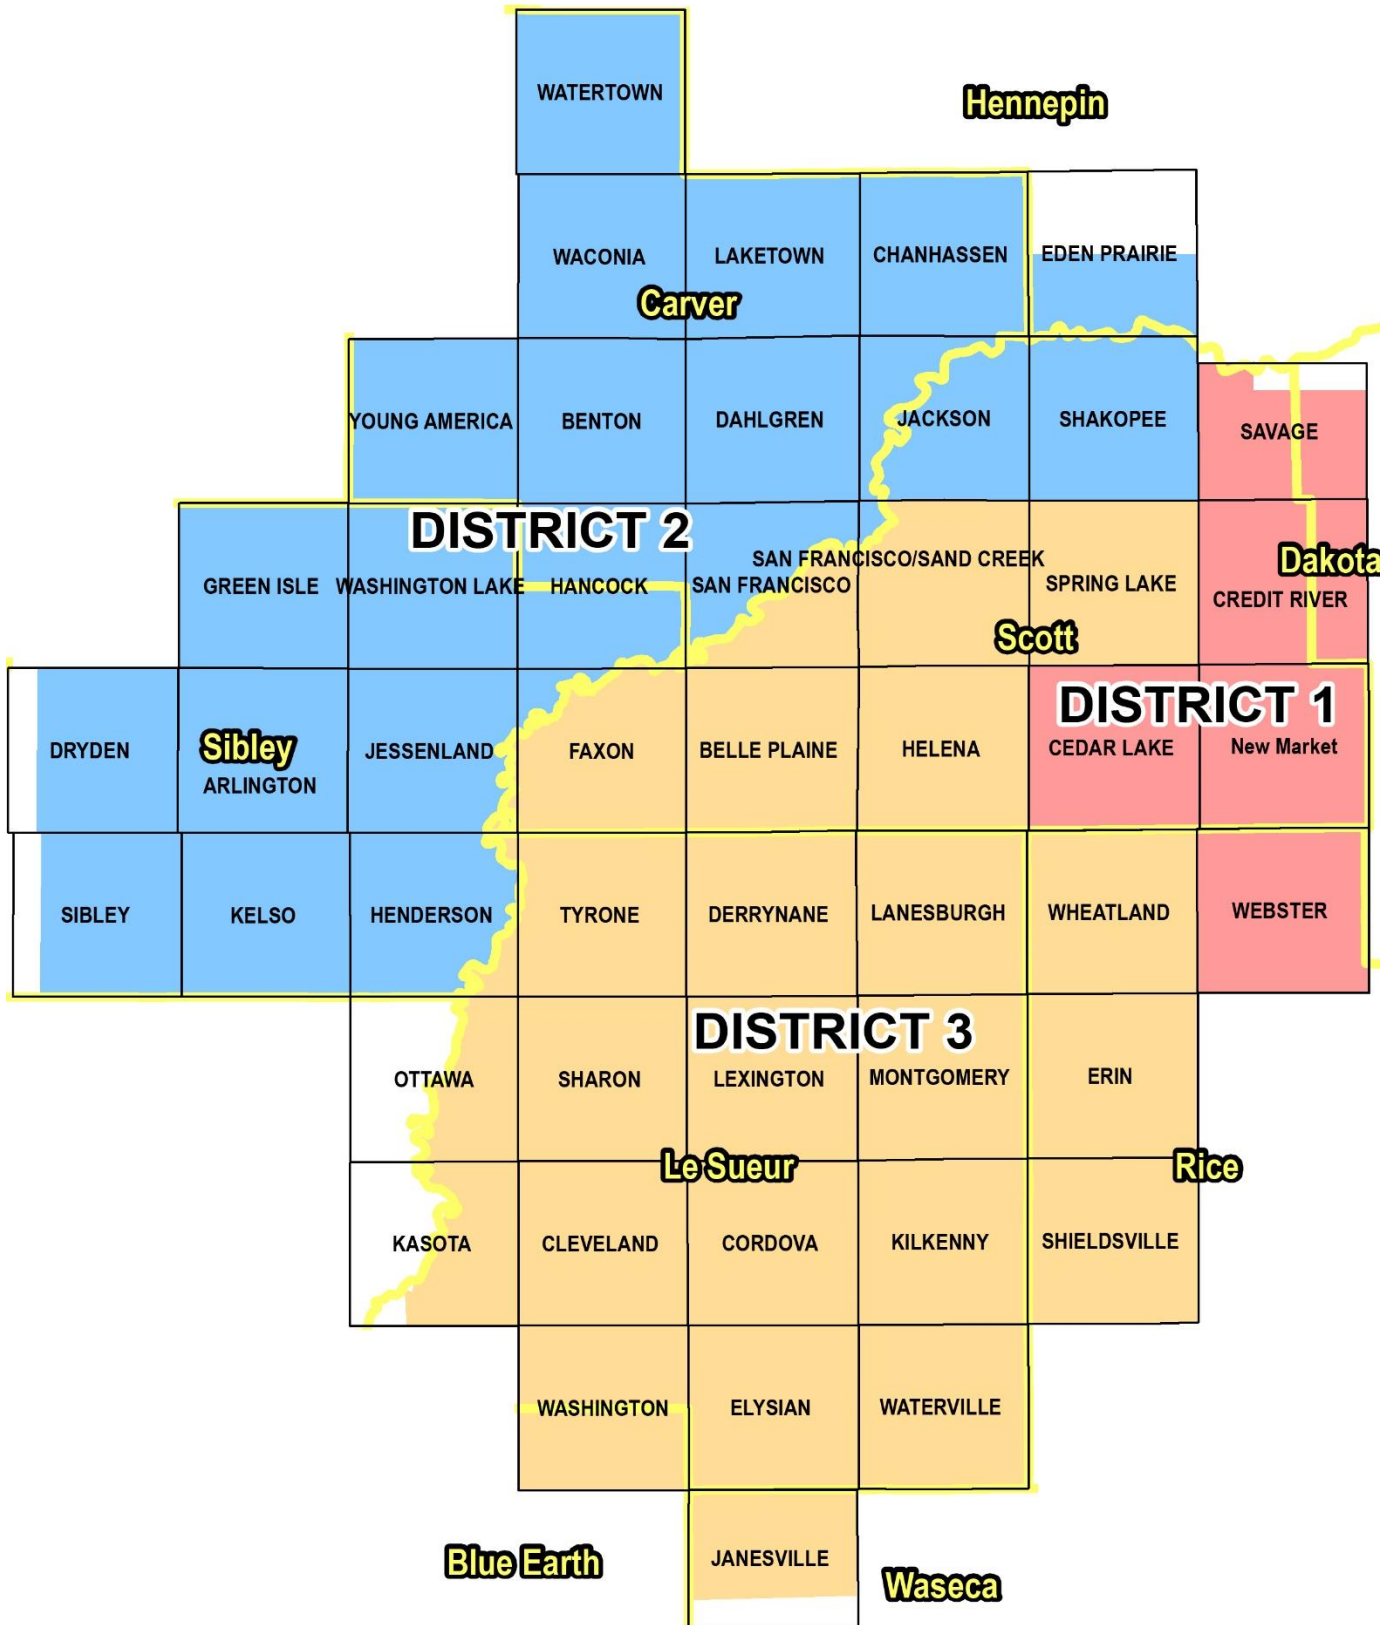 WATERTOWN
Hennepin
WACONIA
LAKETOWN
CHANHASSEN
EDEN PRAIRIE
Carver
YOUNG AMERICA
BENTON
DAHLGREN
JACKSON
SHAKOPEE
SAVAGE
DISTRICT 2
SAN FRANCISCO/SAND CREEK
Dakota
GREEN ISLE
WASHINGTON LAKE
HANCOCK
SAN FRANCISCO
SPRING LAKE
CREDIT RIVER
Scott
DISTRICT 1
DRYDEN
Sibley
ARLINGTON
JESSENLAND
FAXON
BELLE PLAINE
HELENA
CEDAR LAKE
New Market
SIBLEY
KELSO
HENDERSON
TYRONE
DERRYNANE
LANESBURGH
WHEATLAND
WEBSTER
DISTRICT 3
OTTAWA
SHARON
LEXINGTON
MONTGOMERY
ERIN
Le Sueur
Rice
KASOTA
CLEVELAND
CORDOVA
KILKENNY
SHIELDSVILLE
WASHINGTON
ELYSIAN
WATERVILLE
Blue Earth
JANESVILLE
Waseca